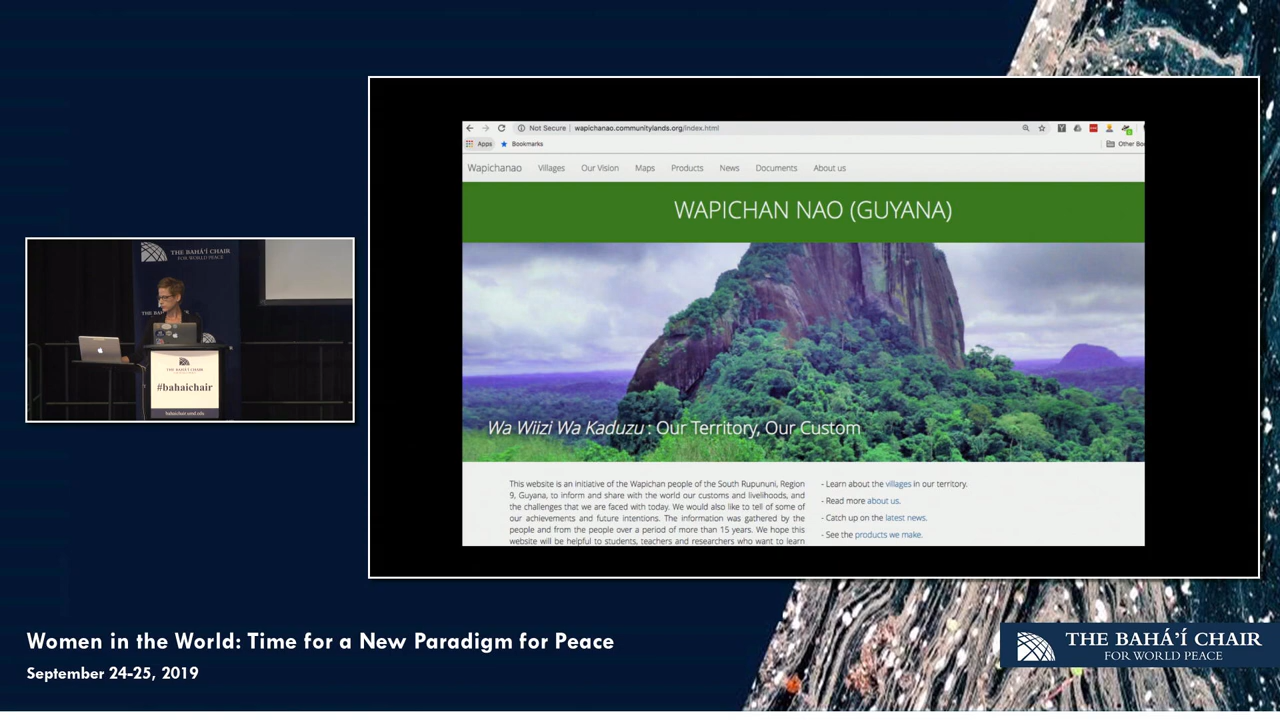 Not Secure | wapichanao.communitylands.org/index.html
Apps
Bookmarks
Other Boo
Wapichanao
Villages
Our Vision
Maps
Products
News
Documents
About us
WAPICHAN NAO (GUYANA)
Wa Wiizi Wa Kaduzu : Our Territory, Our Custom
This website is an initiative of the Wapichan people of the South Rupununi, Region
9, Guyana, to inform and share with the world our customs and livelihoods, and
the challenges that we are faced with today. We would also like to tell of some of
our achievements and future intentions. The information was gathered by the
people and from the people over a period of more than 15 years. We hope this
website will be helpful to students, teachers and researchers who want to learn
- Learn about the villages in our territory.
- Read more about us.
- Catch up on the latest news.
- See the products we make.
THE BAHÁ'Í CHAIR
FOR WORLD PEACE
THE BAHÁ'Í CHAIR
#bahaichair
bahaichair.umd.edu
Women in the World: Time for a New Paradigm for Peace
September 24-25, 2019
THE BAHÁ'Í CHAIR
FOR WORLD PEACE